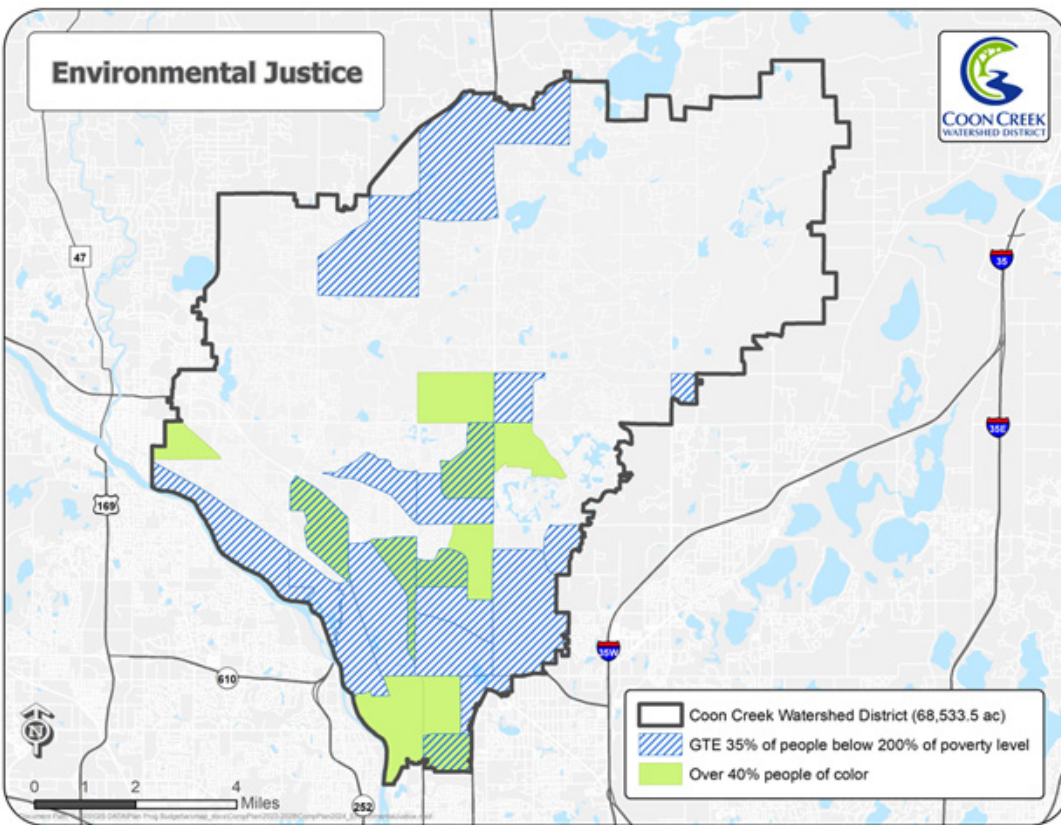 Environmental Justice
COON CREEK
WATERSHED DISTRICT
47
35
169
35E
35W
610
252
N
0 1 2 4
Miles
Coon Creek Watershed District (68,533.5 ac)
GTE 35% of people below 200% of poverty level
Over 40% people of color